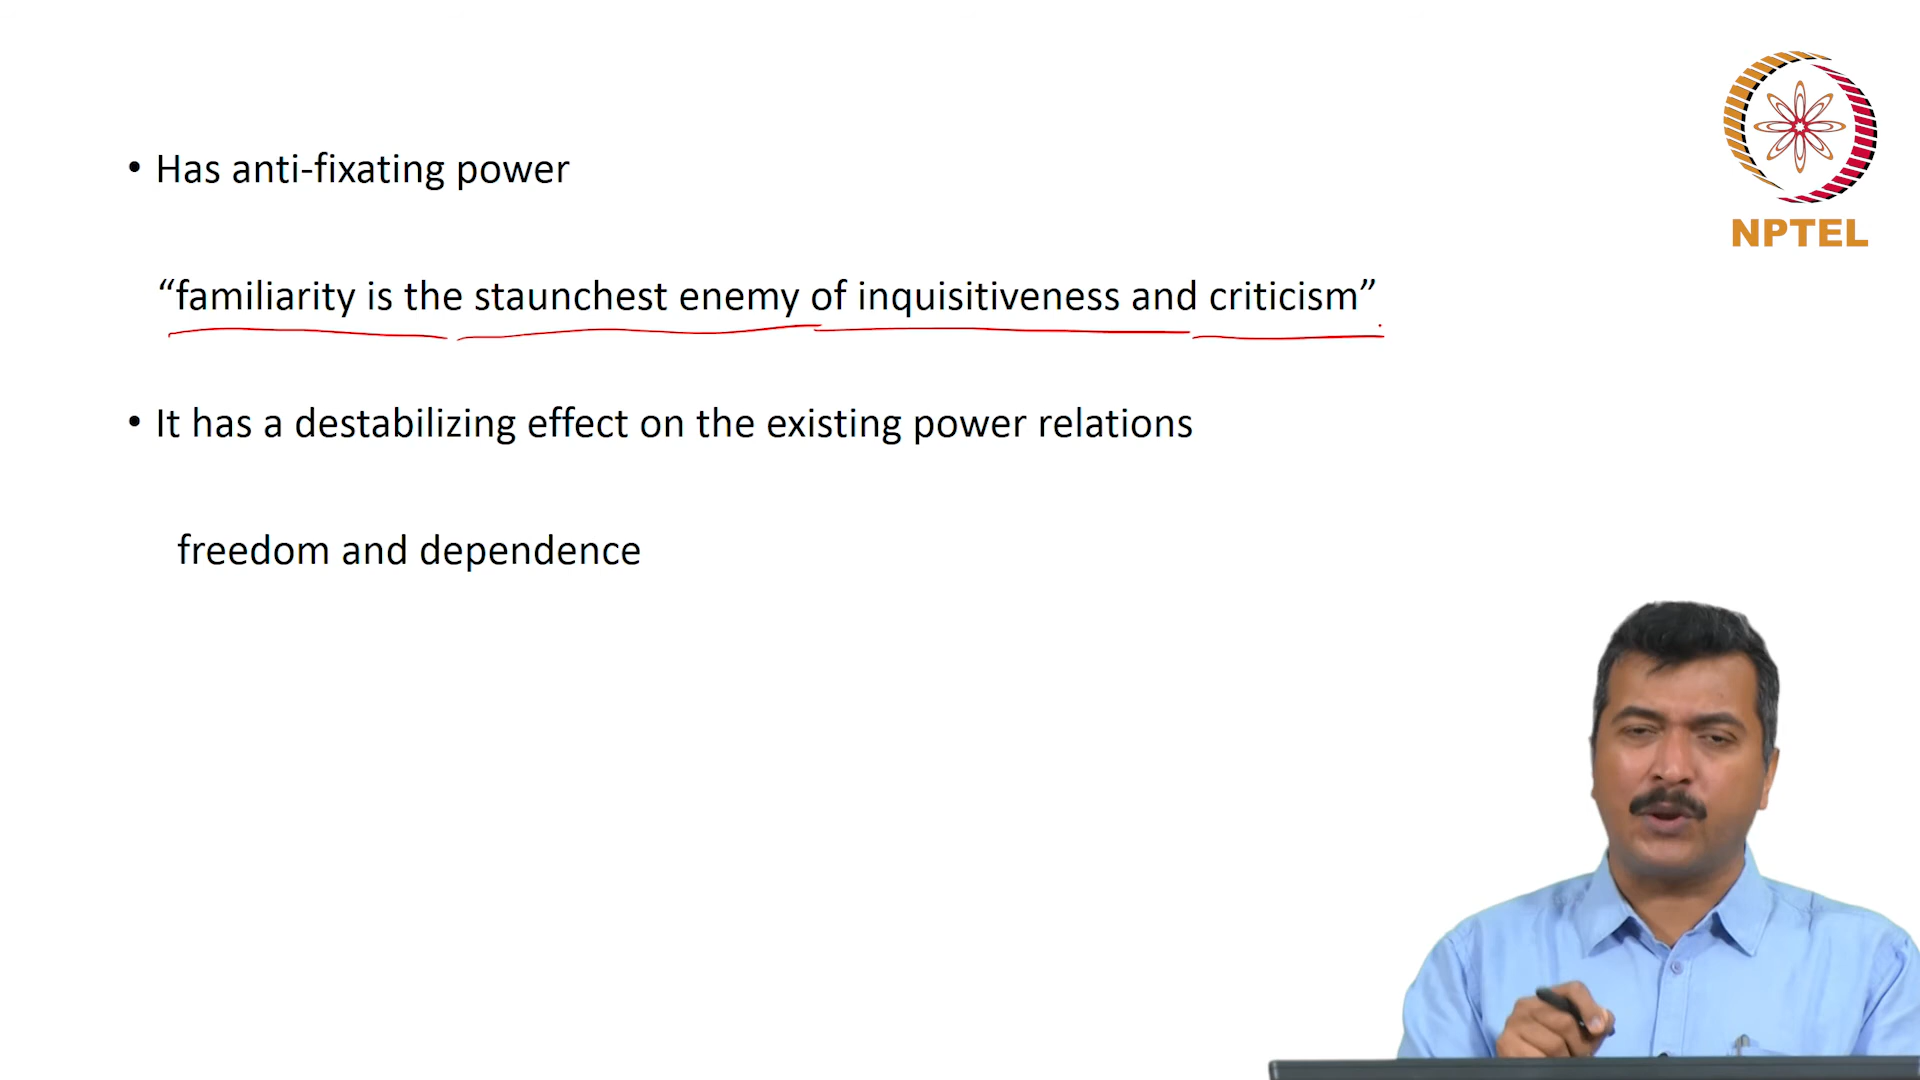 • Has anti-fixating power
NPTEL
“familiarity is the staunchest enemy of inquisitiveness and criticism”
• It has a destabilizing effect on the existing power relations
freedom and dependence